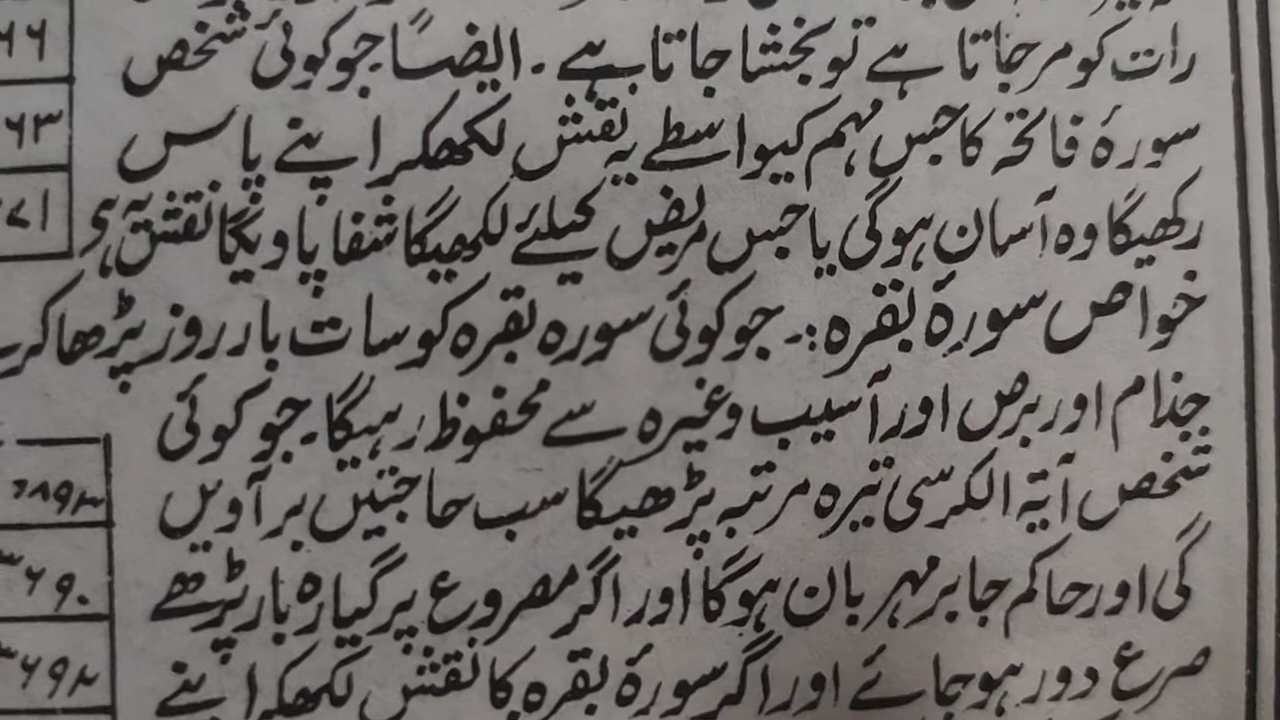 رات کو مرجاتا ہے تو بخشا جاتا ہے ۔ ایضاً جو کوئی شخص
سورۂ فاتحہ کا جس مہم کیواسطے یہ نقش لکھکر اپنے پاس
رکھیگا وہ آسان ہوگی یا جس مریض کیلئے لکھیگا شفا پاویگا نقش یہ ہے
خواص سورۂ بقرہ :۔ جو کوئی سورہ بقرہ کو سات بار روز پڑھا کرے
جذام اور برص اور آسیب وغیرہ سے محفوظ رہیگا۔ جو کوئی
شخص آیۃ الکرسی تیرہ مرتبہ پڑھیگا سب حاجتیں بر آویں
گی اور حاکم جابر مہربان ہوگا اور اگر مصروع پر گیارہ بار پڑھے
صرع دور ہوجائے اور اگر سورۂ بقرہ کا نقش لکھکر اپنے
۶۶
۶۳
۷۱